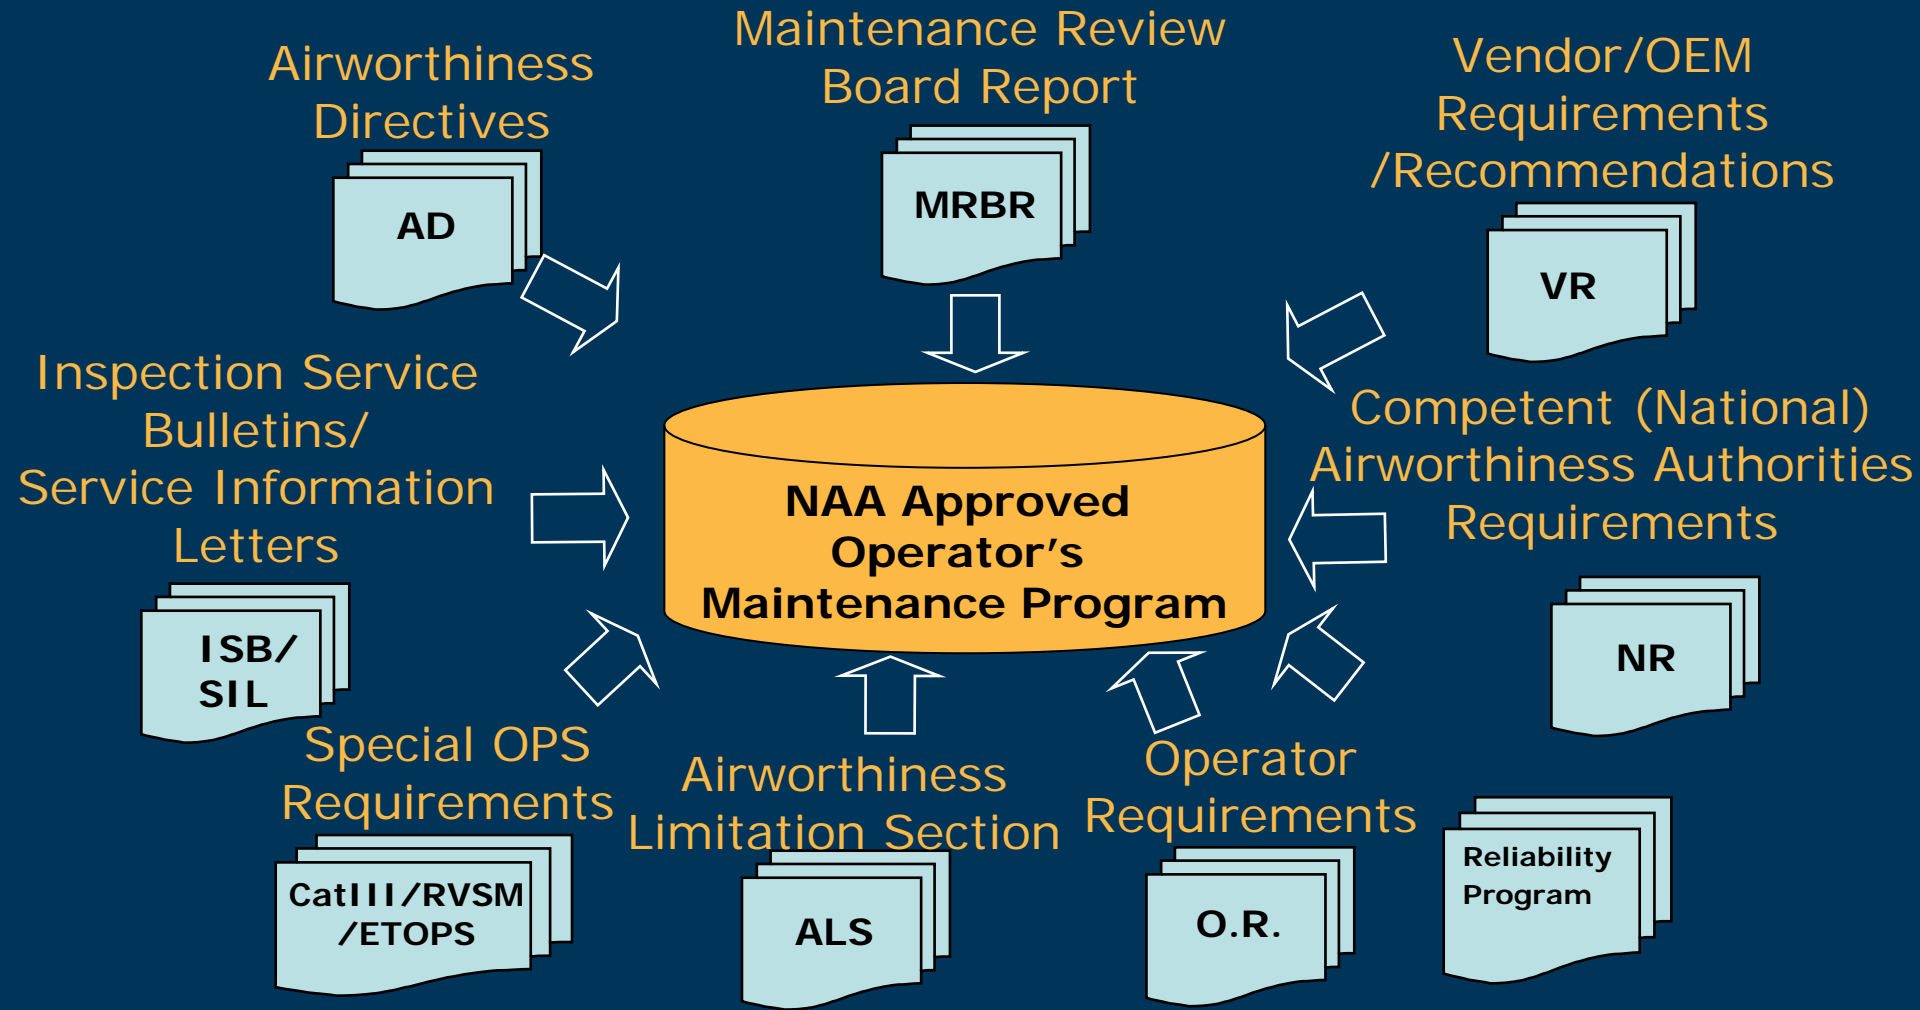 Maintenance Review
Board Report
MRBR
Airworthiness
Directives
AD
Vendor/OEM
Requirements
/Recommendations
VR
Inspection Service
Bulletins/
Service Information
Letters
ISB/
SIL
NAA Approved
Operator’s
Maintenance Program
Competent (National)
Airworthiness Authorities
Requirements
NR
Special OPS
Requirements
CatIII/RVSM
/ETOPS
Airworthiness
Limitation Section
ALS
Operator
Requirements
O.R.
Reliability
Program